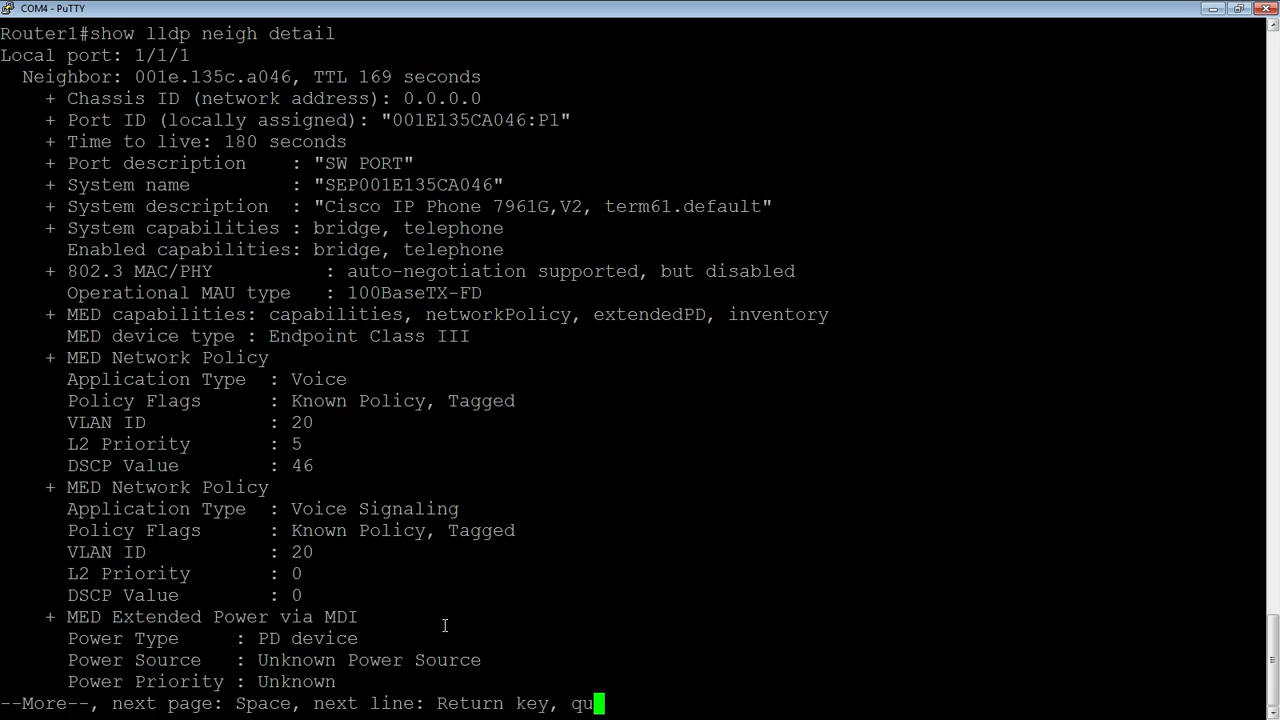 COM4 - PuTTY
Router1#show lldp neigh detail
Local port: 1/1/1
  Neighbor: 001e.135c.a046, TTL 169 seconds
    + Chassis ID (network address): 0.0.0.0
    + Port ID (locally assigned): "001E135CA046:P1"
    + Time to live: 180 seconds
    + Port description    : "SW PORT"
    + System name         : "SEP001E135CA046"
    + System description  : "Cisco IP Phone 7961G,V2, term61.default"
    + System capabilities : bridge, telephone
      Enabled capabilities: bridge, telephone
    + 802.3 MAC/PHY          : auto-negotiation supported, but disabled
      Operational MAU type   : 100BaseTX-FD
    + MED capabilities: capabilities, networkPolicy, extendedPD, inventory
      MED device type : Endpoint Class III
    + MED Network Policy
      Application Type  : Voice
      Policy Flags      : Known Policy, Tagged
      VLAN ID           : 20
      L2 Priority       : 5
      DSCP Value        : 46
    + MED Network Policy
      Application Type  : Voice Signaling
      Policy Flags      : Known Policy, Tagged
      VLAN ID           : 20
      L2 Priority       : 0
      DSCP Value        : 0
    + MED Extended Power via MDI
      Power Type     : PD device
      Power Source   : Unknown Power Source
      Power Priority : Unknown
--More--, next page: Space, next line: Return key, qu